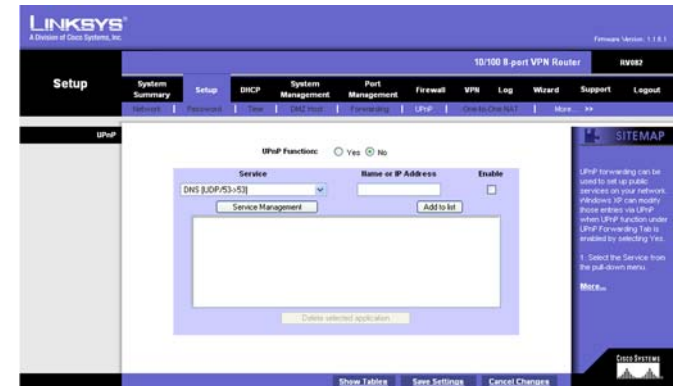 LINKSYS®
A Division of Cisco Systems, Inc.
Firmware Version: 1.1.6.1
10/100 8-port VPN Router RV082
Setup
System Summary Setup DHCP System Management Port Management Firewall VPN Log Wizard Support Logout
Network | Password | Time | DMZ Host | Forwarding | UPnP | One-to-One NAT | More... >>
UPnP
SITEMAP
UPnP Function: Yes No
Service Name or IP Address Enable
DNS [UDP/53->53]
Service Management Add to list
Delete selected application
UPnP forwarding can be
used to set up public
services on your network.
Windows XP can modify
those entries via UPnP
when UPnP function under
UPnP Forwarding Tab is
enabled by selecting Yes.
1. Select the Service from
the pull-down menu.
More...
CISCO SYSTEMS
Show Tables Save Settings Cancel Changes